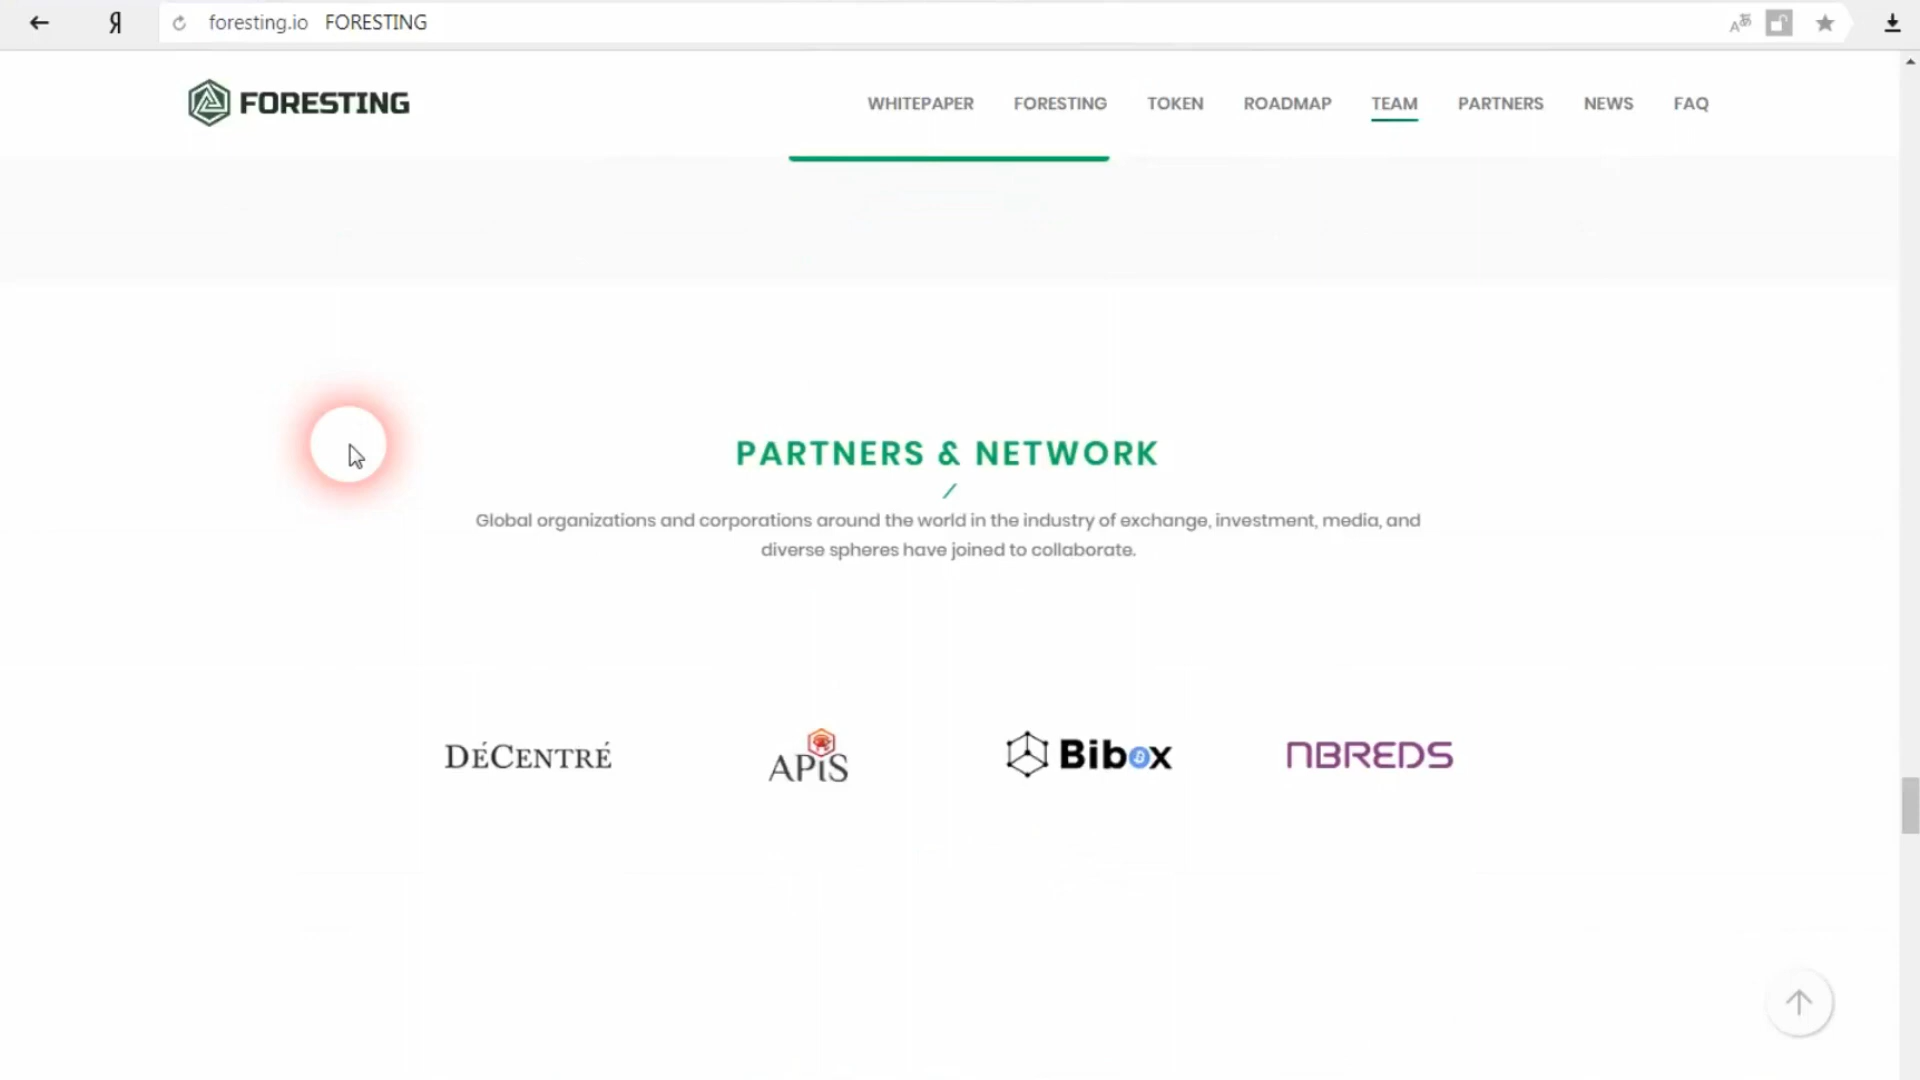 Я foresting.io FORESTING
FORESTING WHITEPAPER FORESTING TOKEN ROADMAP TEAM PARTNERS NEWS FAQ
PARTNERS & NETWORK
Global organizations and corporations around the world in the industry of exchange, investment, media, and
diverse spheres have joined to collaborate.
DÉCENTRÉ APiS Bibox NBREDS